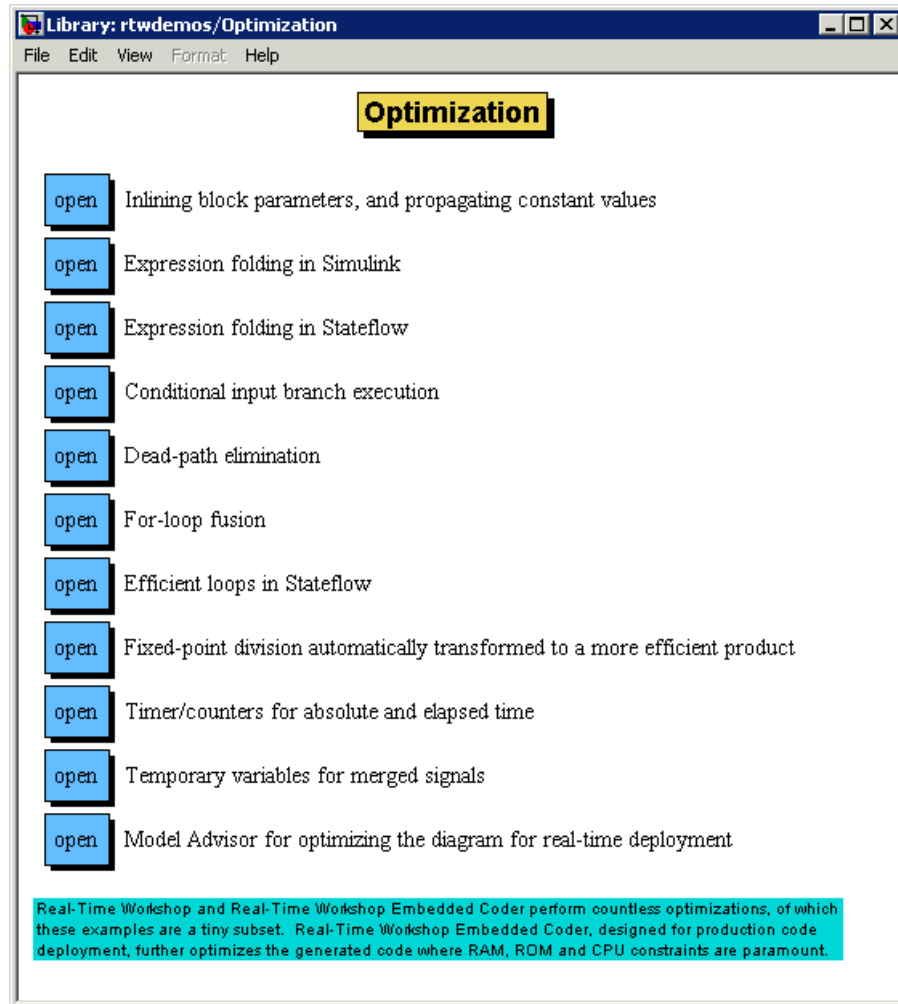 Library: rtwdemos/Optimization
File Edit View Format Help
Optimization
open Inlining block parameters, and propagating constant values
open Expression folding in Simulink
open Expression folding in Stateflow
open Conditional input branch execution
open Dead-path elimination
open For-loop fusion
open Efficient loops in Stateflow
open Fixed-point division automatically transformed to a more efficient product
open Timer/counters for absolute and elapsed time
open Temporary variables for merged signals
open Model Advisor for optimizing the diagram for real-time deployment
Real-Time Workshop and Real-Time Workshop Embedded Coder perform countless optimizations, of which
these examples are a tiny subset. Real-Time Workshop Embedded Coder, designed for production code
deployment, further optimizes the generated code where RAM, ROM and CPU constraints are paramount.